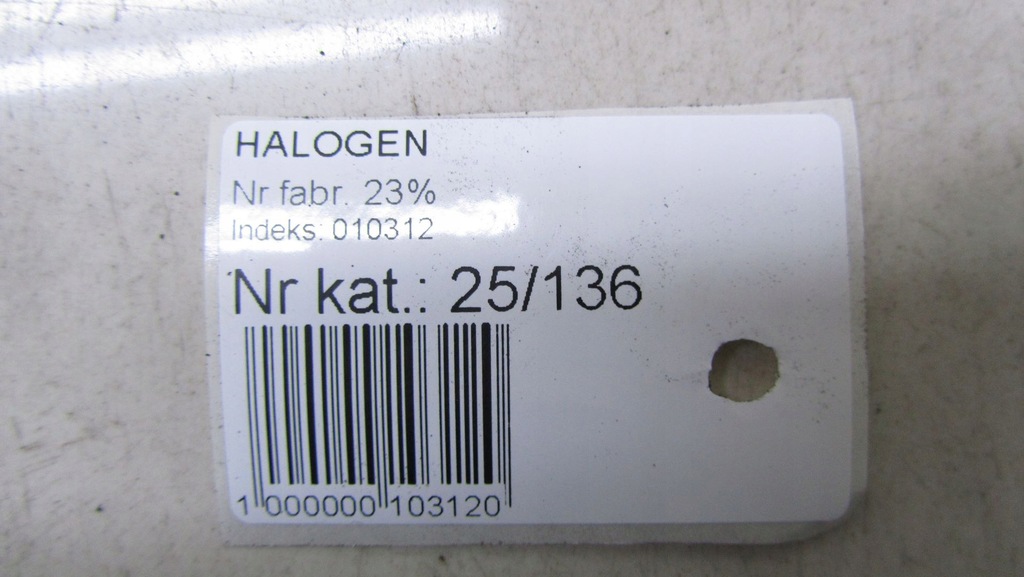 HALOGEN
Nr fabr. 23%
Indeks: 010312
Nr kat.: 25/136
1 000000 103120